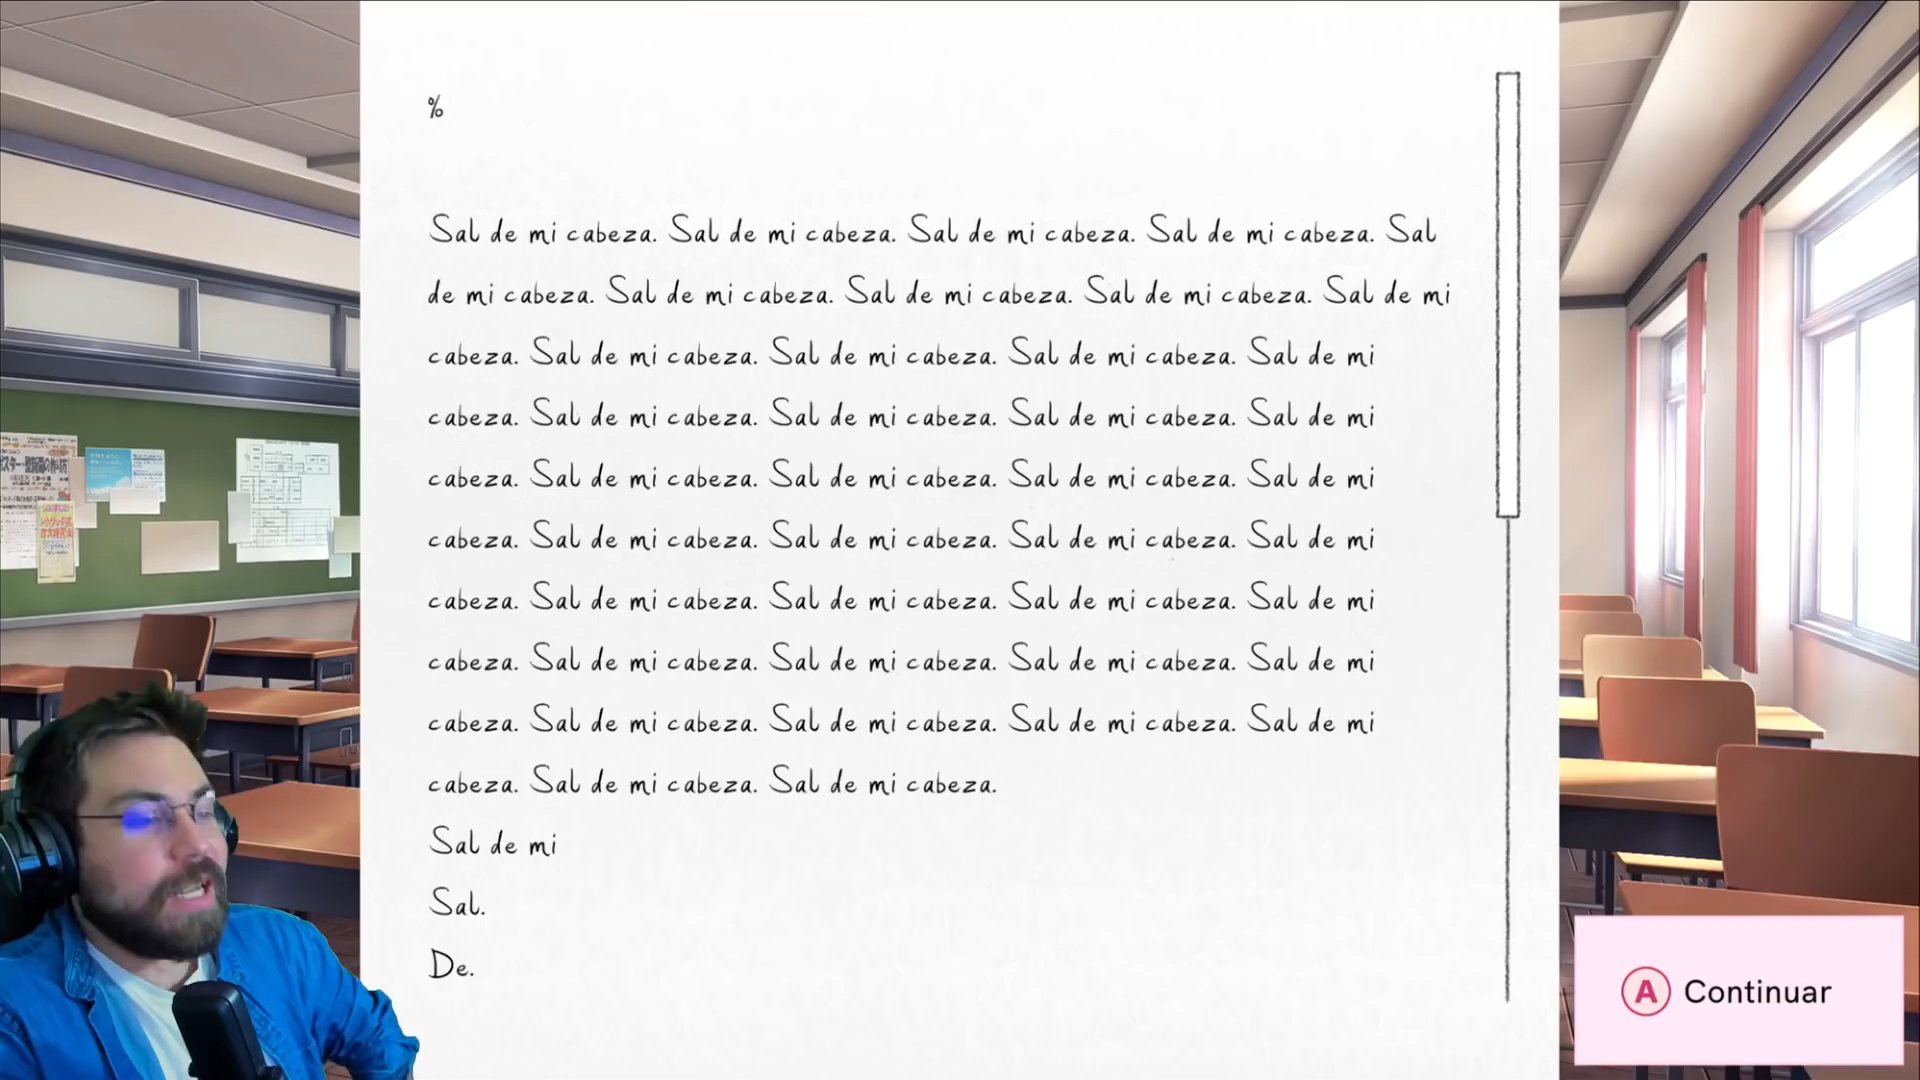 %
Sal de mi cabeza. Sal de mi cabeza. Sal de mi cabeza. Sal de mi cabeza. Sal
de mi cabeza. Sal de mi cabeza. Sal de mi cabeza. Sal de mi cabeza. Sal de mi
cabeza. Sal de mi cabeza. Sal de mi cabeza. Sal de mi cabeza. Sal de mi
cabeza. Sal de mi cabeza. Sal de mi cabeza. Sal de mi cabeza. Sal de mi
cabeza. Sal de mi cabeza. Sal de mi cabeza. Sal de mi cabeza. Sal de mi
cabeza. Sal de mi cabeza. Sal de mi cabeza. Sal de mi cabeza. Sal de mi
cabeza. Sal de mi cabeza. Sal de mi cabeza. Sal de mi cabeza. Sal de mi
cabeza. Sal de mi cabeza. Sal de mi cabeza. Sal de mi cabeza. Sal de mi
cabeza. Sal de mi cabeza. Sal de mi cabeza. Sal de mi cabeza. Sal de mi
cabeza. Sal de mi cabeza. Sal de mi cabeza.
Sal de mi
Sal.
De.
A Continuar